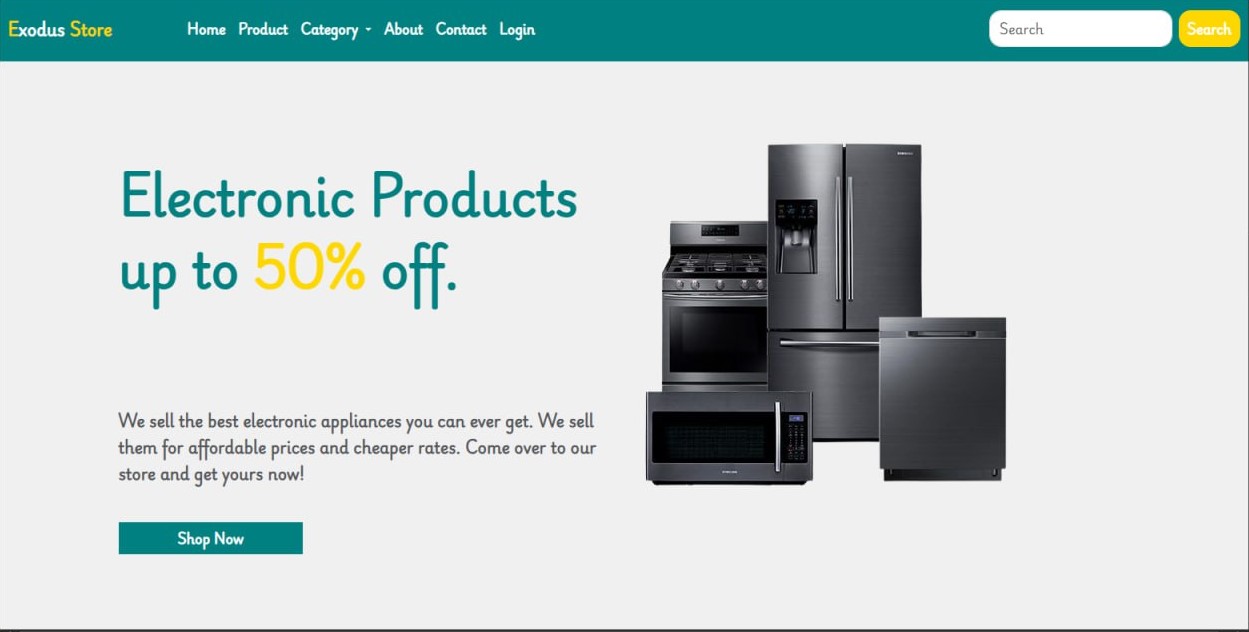 Exodus Store
Home Product Category About Contact Login
Search Search
Electronic Products
up to 50% off.
We sell the best electronic appliances you can ever get. We sell
them for affordable prices and cheaper rates. Come over to our
store and get yours now!
Shop Now
SAMSUNG